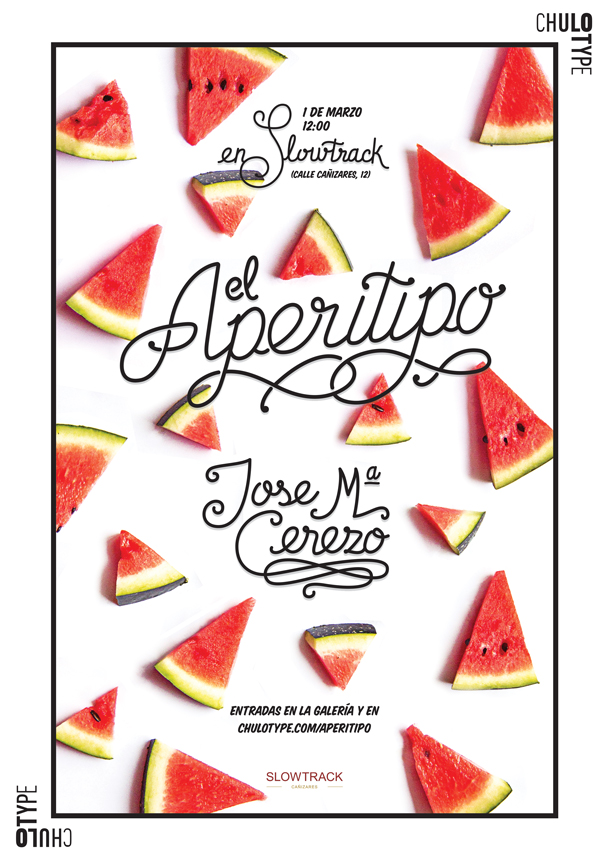 CHULOTYPE
1 DE MARZO
12:00
en Slowtrack
(CALLE CAÑIZARES, 12)
el
Aperitipo
Jose Mª
Cerezo
ENTRADAS EN LA GALERÍA Y EN
CHULOTYPE.COM/APERITIPO
SLOWTRACK
CAÑIZARES
CHULOTYPE